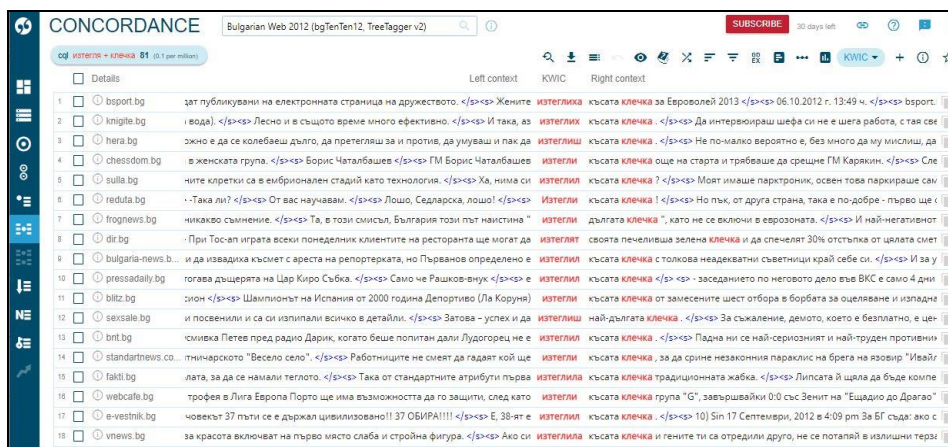 CONCORDANCE Bulgarian Web 2012 (bgTenTen12, TreeTagger v2) SUBSCRIBE 30 days left
cql изтегля + клечка 81 (0.1 per million) KWIC
Details Left context KWIC Right context
1 bsport.bg дат публикувани на електронната страница на дружеството. </s><s> Жените изтеглиха късата клечка за Евроволей 2013 </s><s> 06.10.2012 г. 13:49 ч. </s><s> bsport.
2 knigite.bg вода). </s><s> Лесно и в същото време много ефективно. </s><s> И така, аз изтеглих късата клечка . </s><s> Да интервюираш шефа си не е шега работа, с тая све
3 hera.bg ожно е да се колебаеш дълго, да претегляш за и против, да умуваш и пак да изтеглиш късата клечка . </s><s> Не по-малко вероятно е, без много да му мислиш, да
4 chessdom.bg в женската група. </s><s> Борис Чаталбашев </s><s> ГМ Борис Чаталбашев изтегли късата клечка още на старта и трябваше да срещне ГМ Карякин. </s><s> Сле
5 sulla.bg ните клетки са в ембрионален стадий като технология. </s><s> Ха, нима си изтеглил късата клечка ? </s><s> Моят имаше парктроник, освен това паркираше сам
6 reduta.bg -Така ли? </s><s> От вас научавам. </s><s> Лошо, Седларска, лошо! </s><s> Изтегли късата клечка ! </s><s> Но пък, от друга страна, така е по-добре - първо ще
7 frognews.bg никакво съмнение. </s><s> Та, в този смисъл, България този път наистина " изтегли дългата клечка ", като не се включи в еврозоната. </s><s> И най-негативнот
8 dir.bg - При Тос-ап играта всеки понеделник клиентите на ресторанта ще могат да изтеглят своята печеливша зелена клечка и да спечелят 30% отстъпка от цялата смет
9 bulgaria-news.b... и да извадиха късмет с ареста на репортерката, но Първанов определено е изтеглил късата клечка с толкова неадекватни съветници край себе си. </s><s> И за у
10 pressadaily.bg тогава дъщерята на Цар Киро Събка. </s><s> Само че Рашков-внук </s><s> е изтеглил късата клечка . </s><s> </s><s> - заседанието по неговото дело във ВКС е само 4 дни
11 blitz.bg сион </s><s> Шампионът на Испания от 2000 година Депортиво (Ла Коруня) изтегли късата клечка от замесените шест отбора в борбата за оцеляване и изпадна
12 sexsale.bg и посвенили и са си изпипали всичко в детайли. </s><s> Затова – успех и да изтеглиш най-дългата клечка . </s><s> За съжаление, демото, което е безплатно, е цен
13 bnt.bg смивка Петев пред радио Дарик, когато беше попитан дали Лудогорец не е изтеглил късата клечка . </s><s> Падна ни се най-сериозният и най-труден противник
14 standartnews.co... тничарското "Весело село". </s><s> Работниците не смеят да гадаят кой ще изтегли късата клечка , за да срине незаконния параклис на брега на язовир "Ивайл
15 fakti.bg лата, за да се намали теглото. </s><s> Така от стандартните атрибути първа изтеглила късата клечка традиционната жабка. </s><s> Липсата й щяла да бъде компе
16 webcafe.bg трофея в Лига Европа Порто ще има възможността да го защити, след като изтегли късата клечка група "G", завършвайки 0:0 със Зенит на "Ещадио до Драгао"
17 e-vestnik.bg човекът 37 пъти се е държал цивилизовано!! 37 ОБИРА!!!! </s><s> Е, 38-ят е изтеглил късата клечка . </s><s> 10) Sin 17 Септември, 2012 в 4:09 pm За БГ съда: ако с
18 vnews.bg за красота включват на първо място слаба и стройна фигура. </s><s> Ако си изтеглила късата клечка и гените ти са отредили друго, не се потапяй в излишни терза